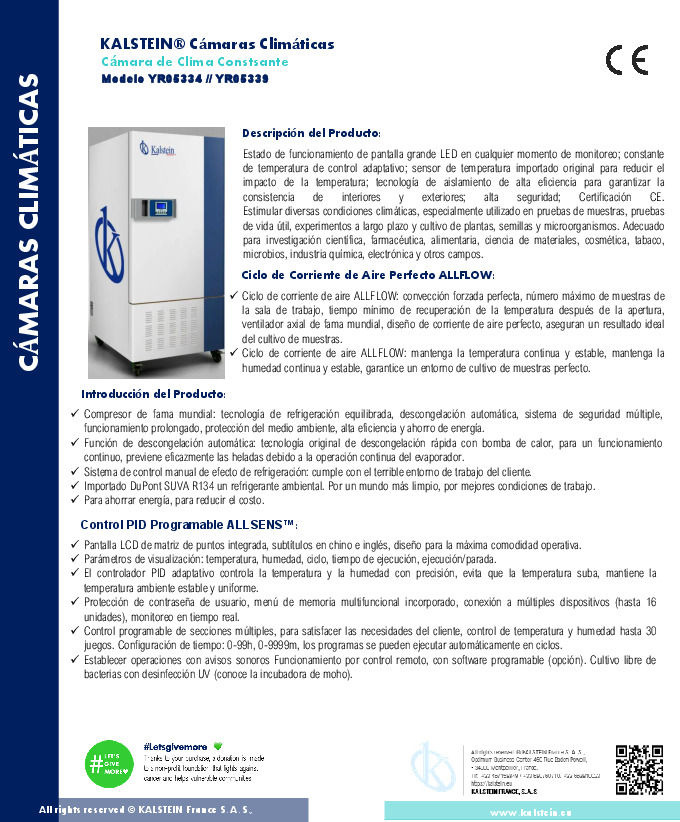 KALSTEIN® Cámaras Climáticas
Cámara de Clima Constsante
Modelo YR05334 // YR05339
CE
CÁMARAS CLIMÁTICAS
Kalstein
Descripción del Producto:
Estado de funcionamiento de pantalla grande LED en cualquier momento de monitoreo; constante
de temperatura de control adaptativo; sensor de temperatura importado original para reducir el
impacto de la temperatura; tecnología de aislamiento de alta eficiencia para garantizar la
consistencia de interiores y exteriores; alta seguridad; Certificación CE.
Estimular diversas condiciones climáticas, especialmente utilizado en pruebas de muestras, pruebas
de vida útil, experimentos a largo plazo y cultivo de plantas, semillas y microorganismos. Adecuado
para investigación científica, farmacéutica, alimentaria, ciencia de materiales, cosmética, tabaco,
microbios, industria química, electrónica y otros campos.
Ciclo de Corriente de Aire Perfecto ALLFLOW:
✓ Ciclo de corriente de aire ALLFLOW: convección forzada perfecta, número máximo de muestras de
la sala de trabajo, tiempo mínimo de recuperación de la temperatura después de la apertura,
ventilador axial de fama mundial, diseño de corriente de aire perfecto, aseguran un resultado ideal
del cultivo de muestras.
✓ Ciclo de corriente de aire ALLFLOW: mantenga la temperatura continua y estable, mantenga la
humedad continua y estable, garantice un entorno de cultivo de muestras perfecto.
Introducción del Producto:
✓ Compresor de fama mundial: tecnología de refrigeración equilibrada, descongelación automática, sistema de seguridad múltiple,
funcionamiento prolongado, protección del medio ambiente, alta eficiencia y ahorro de energía.
✓ Función de descongelación automática: tecnología original de descongelación rápida con bomba de calor, para un funcionamiento
continuo, previene eficazmente las heladas debido a la operación continua del evaporador.
✓ Sistema de control manual de efecto de refrigeración: cumple con el terrible entorno de trabajo del cliente.
✓ Importado DuPont SUVA R134 un refrigerante ambiental. Por un mundo más limpio, por mejores condiciones de trabajo.
✓ Para ahorrar energía, para reducir el costo.
Control PID Programable ALLSENS™:
✓ Pantalla LCD de matriz de puntos integrada, subtítulos en chino e inglés, diseño para la máxima comodidad operativa.
✓ Parámetros de visualización: temperatura, humedad, ciclo, tiempo de ejecución, ejecución/parada.
✓ El controlador PID adaptativo controla la temperatura y la humedad con precisión, evita que la temperatura suba, mantiene la
temperatura ambiente estable y uniforme.
✓ Protección de contraseña de usuario, menú de memoria multifuncional incorporado, conexión a múltiples dispositivos (hasta 16
unidades), monitoreo en tiempo real.
✓ Control programable de secciones múltiples, para satisfacer las necesidades del cliente, control de temperatura y humedad hasta 30
juegos. Configuración de tiempo: 0-99h, 0-9999m, los programas se pueden ejecutar automáticamente en ciclos.
✓ Establecer operaciones con avisos sonoros Funcionamiento por control remoto, con software programable (opción). Cultivo libre de
bacterias con desinfección UV (conoce la incubadora de moho).
# LET'S
GIVE
MORE
#Letsgivemore
Thanks to your purchase, a donation is made
to a non-profit foundation that fights against
cancer and helps vulnerable communities
All rights reserved © KALSTEIN France S. A. S.,
Optimum Business Center 450 Rue Baden Powell,
34000 Montpellier, France.
https://kalstein.eu
KALSTEIN FRANCE, S.A.S
All rights reserved © KALSTEIN France S.A.S.,
www.kalstein.eu